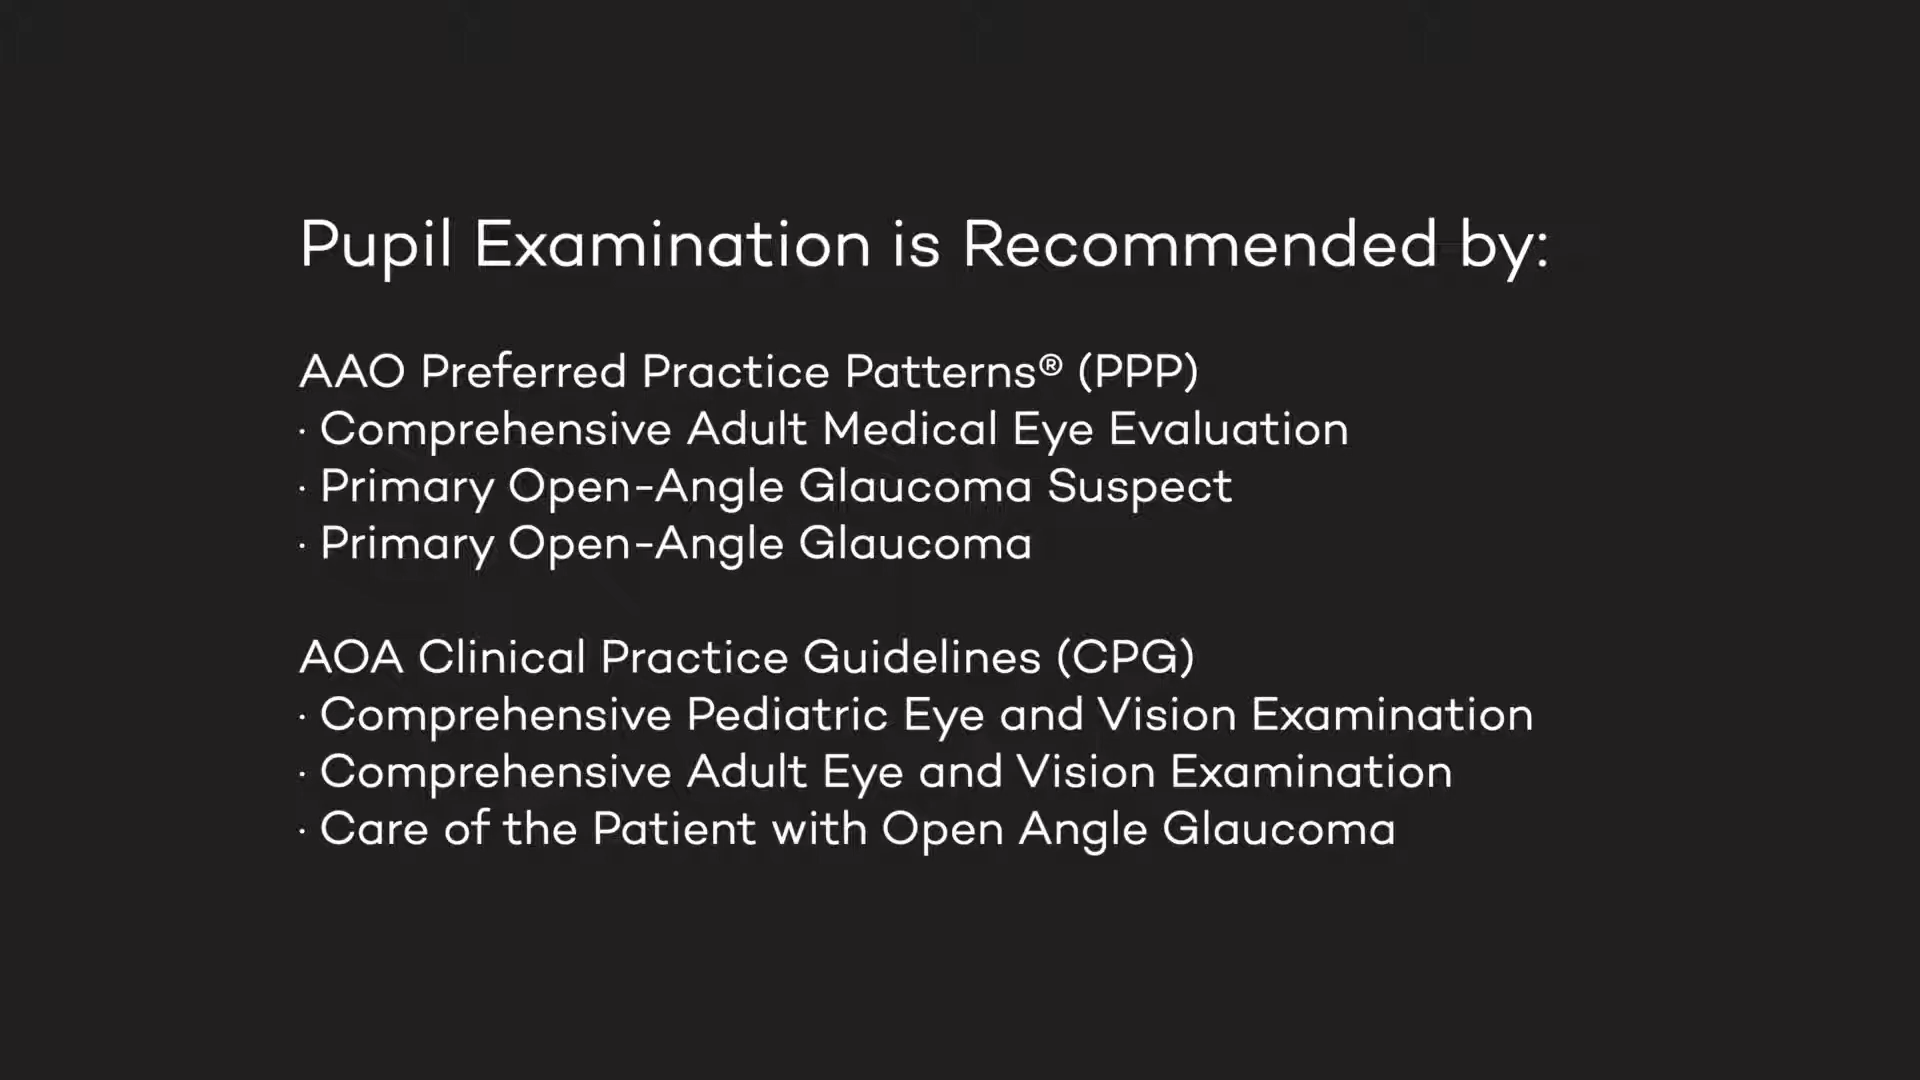 Pupil Examination is Recommended by:
AAO Preferred Practice Patterns® (PPP)
· Comprehensive Adult Medical Eye Evaluation
· Primary Open-Angle Glaucoma Suspect
· Primary Open-Angle Glaucoma
AOA Clinical Practice Guidelines (CPG)
· Comprehensive Pediatric Eye and Vision Examination
· Comprehensive Adult Eye and Vision Examination
· Care of the Patient with Open Angle Glaucoma